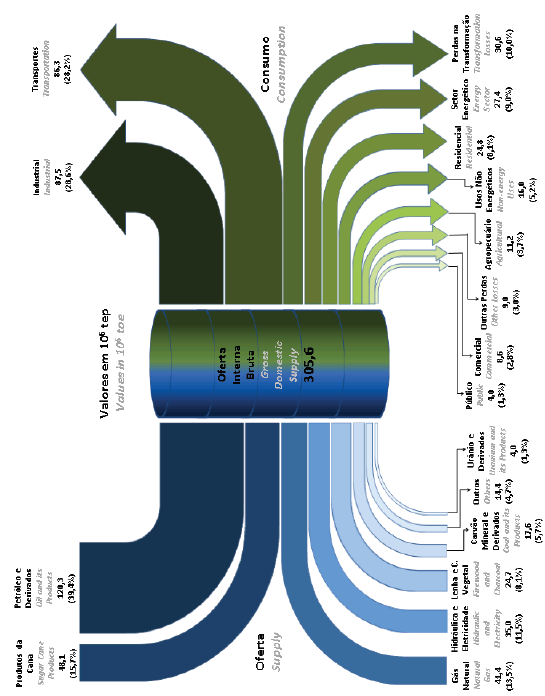 Transportes
Transportation
86,3
(28,2%)
Industrial
Industrial
87,5
(28,6%)
Consumo
Consumption
Perdas na
Transformação
Transformation
Losses
30,6
(10,0%)
Setor
Energético
Energy
Sector
27,4
(9,0%)
Residencial
Residential
24,8
(8,1%)
Usos Não
Energéticos
Non-energy
Uses
16,0
(5,2%)
Agropecuário
Agricultural
11,2
(3,7%)
Outras Perdas
Other Losses
9,0
(3,0%)
Comercial
Commercial
8,6
(2,8%)
Público
Public
4,0
(1,3%)
Valores em 10⁶ tep
Values in 10⁶ toe
Oferta
Interna
Bruta
Gross
Domestic
Supply
305,6
Petróleo e
Derivados
Oil and its
Products
120,3
(39,4%)
Produtos da
Cana
Sugar Cane
Products
48,1
(15,7%)
Oferta
Supply
Urânio e
Derivados
Uranium and
its Products
4,0
(1,3%)
Outros
Others
14,4
(4,7%)
Carvão
Mineral e
Derivados
Coal and its
Products
17,6
(5,7%)
Lenha e C.
Vegetal
Firewood
and
Charcoal
24,7
(8,1%)
Hidráulico e
Eletricidade
Hidraulic
and
Electricity
35,0
(11,5%)
Gás
Natural
Natural
Gas
41,4
(13,5%)